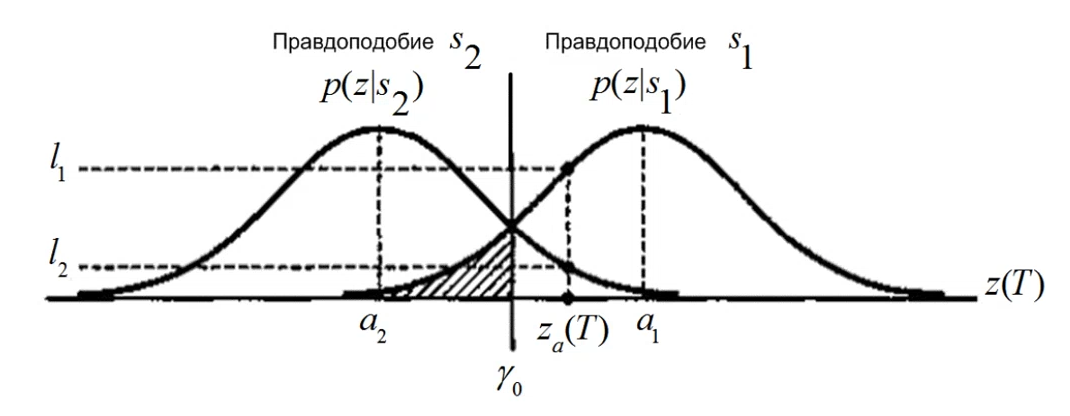 Правдоподобие s₂ Правдоподобие s₁
p(z|s₂) p(z|s₁)
l₁
l₂
z(T)
a₂ zₐ(T) a₁
γ₀